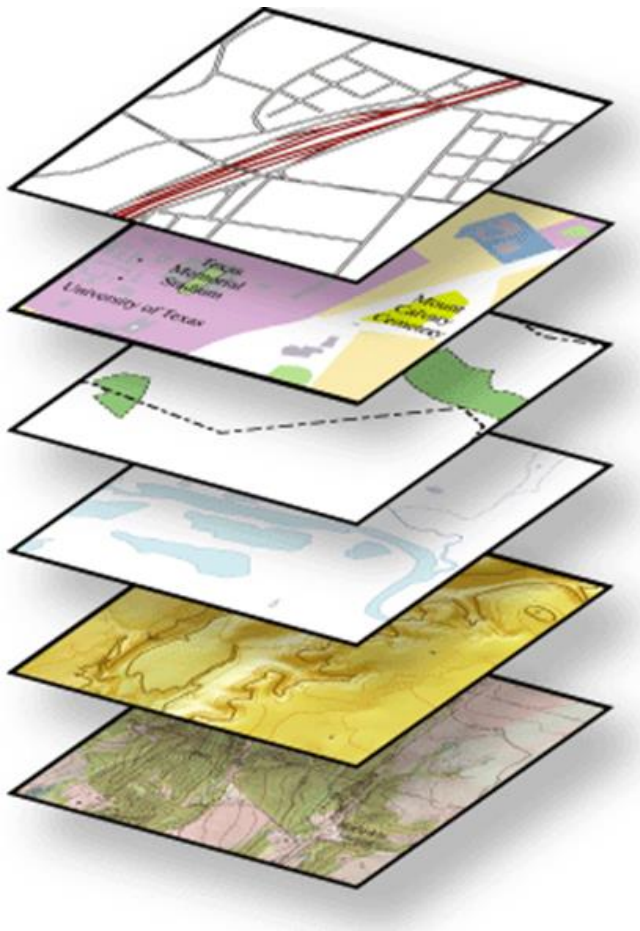 Texas
Memorial
Stadium
University of Texas
Mount
Calvary
Cemetery